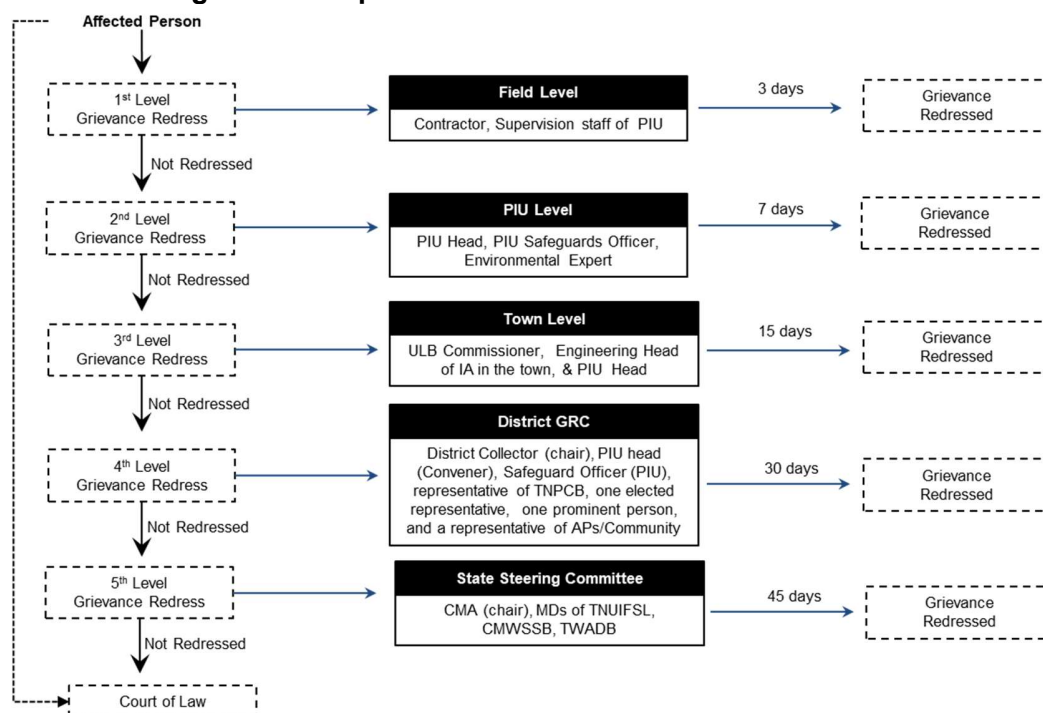 Affected Person
1st Level
Grievance Redress
Field Level
Contractor, Supervision staff of PIU
3 days
Grievance
Redressed
Not Redressed
2nd Level
Grievance Redress
PIU Level
PIU Head, PIU Safeguards Officer,
Environmental Expert
7 days
Grievance
Redressed
Not Redressed
3rd Level
Grievance Redress
Town Level
ULB Commissioner, Engineering Head
of IA in the town, & PIU Head
15 days
Grievance
Redressed
Not Redressed
4th Level
Grievance Redress
District GRC
District Collector (chair), PIU head
(Convener), Safeguard Officer (PIU),
representative of TNPCB, one elected
representative, one prominent person,
and a representative of APs/Community
30 days
Grievance
Redressed
Not Redressed
5th Level
Grievance Redress
State Steering Committee
CMA (chair), MDs of TNUIFSL,
CMWSSB, TWADB
45 days
Grievance
Redressed
Not Redressed
Court of Law